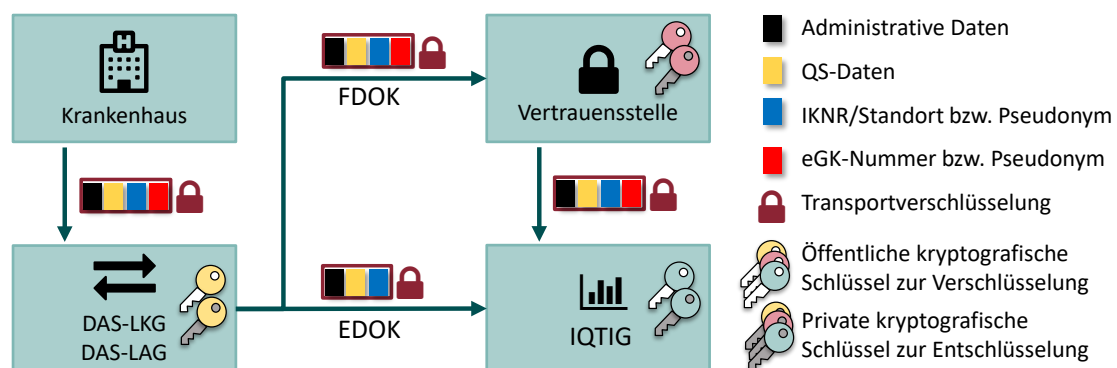 H
Krankenhaus
FDOK
Vertrauensstelle
DAS-LKG
DAS-LAG
EDOK
IQTIG
Administrative Daten
QS-Daten
IKNR/Standort bzw. Pseudonym
eGK-Nummer bzw. Pseudonym
Transportverschlüsselung
Öffentliche kryptografische
Schlüssel zur Verschlüsselung
Private kryptografische
Schlüssel zur Entschlüsselung